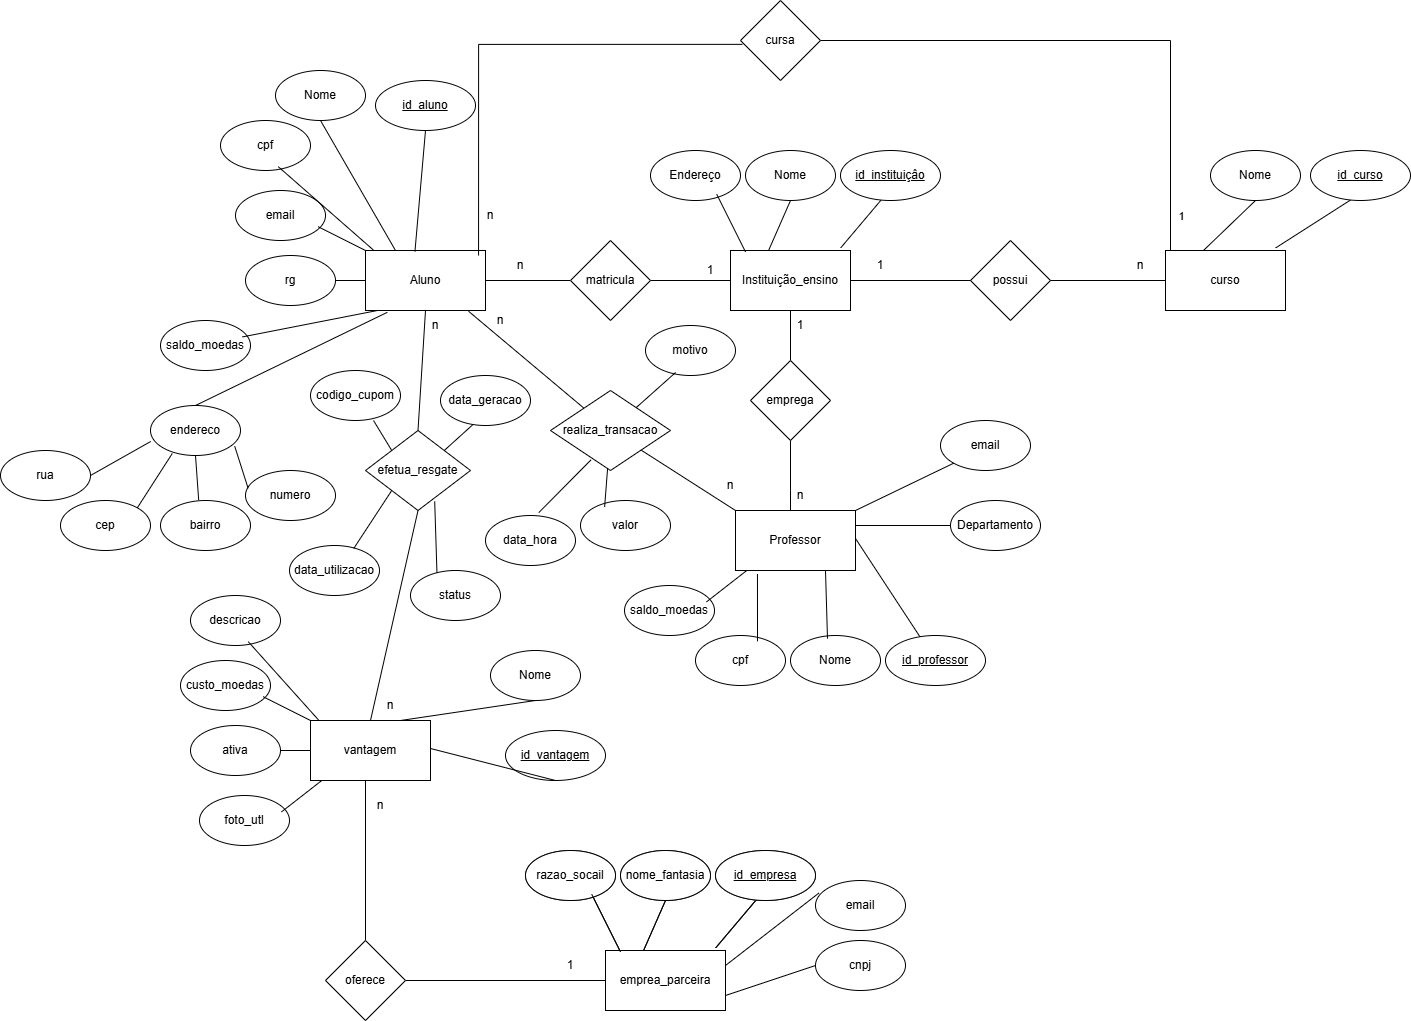 cursa
Nome
id_aluno
cpf
Endereço
Nome
id_instituição
Nome
id_curso
email
n
1
rg
Aluno
n
matricula
1
Instituição_ensino
1
possui
n
curso
saldo_moedas
n
n
1
motivo
codigo_cupom
data_geracao
emprega
endereco
realiza_transacao
email
rua
efetua_resgate
numero
n
n
cep
bairro
data_hora
valor
Professor
Departamento
data_utilizacao
status
saldo_moedas
descricao
cpf
Nome
id_professor
custo_moedas
Nome
n
ativa
vantagem
id_vantagem
n
foto_utl
razao_socail
nome_fantasia
id_empresa
email
oferece
1
emprea_parceira
cnpj